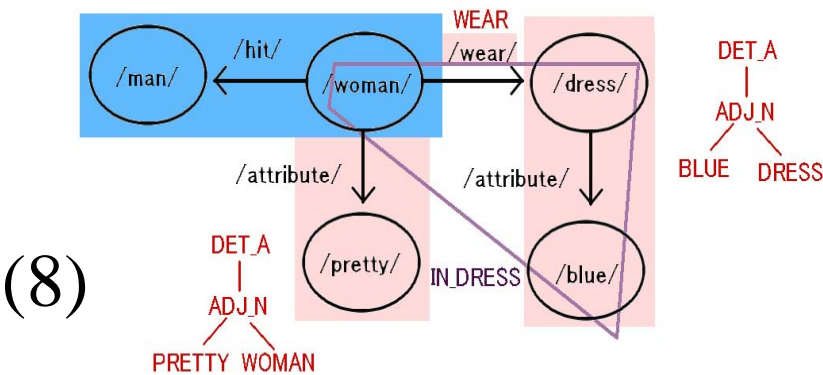 WEAR
/hit/
/wear/
/man/
/woman/
/dress/
DET_A
ADJ_N
BLUE DRESS
/attribute/
/attribute/
/pretty/
IN_DRESS
/blue/
(8)
DET_A
ADJ_N
PRETTY WOMAN